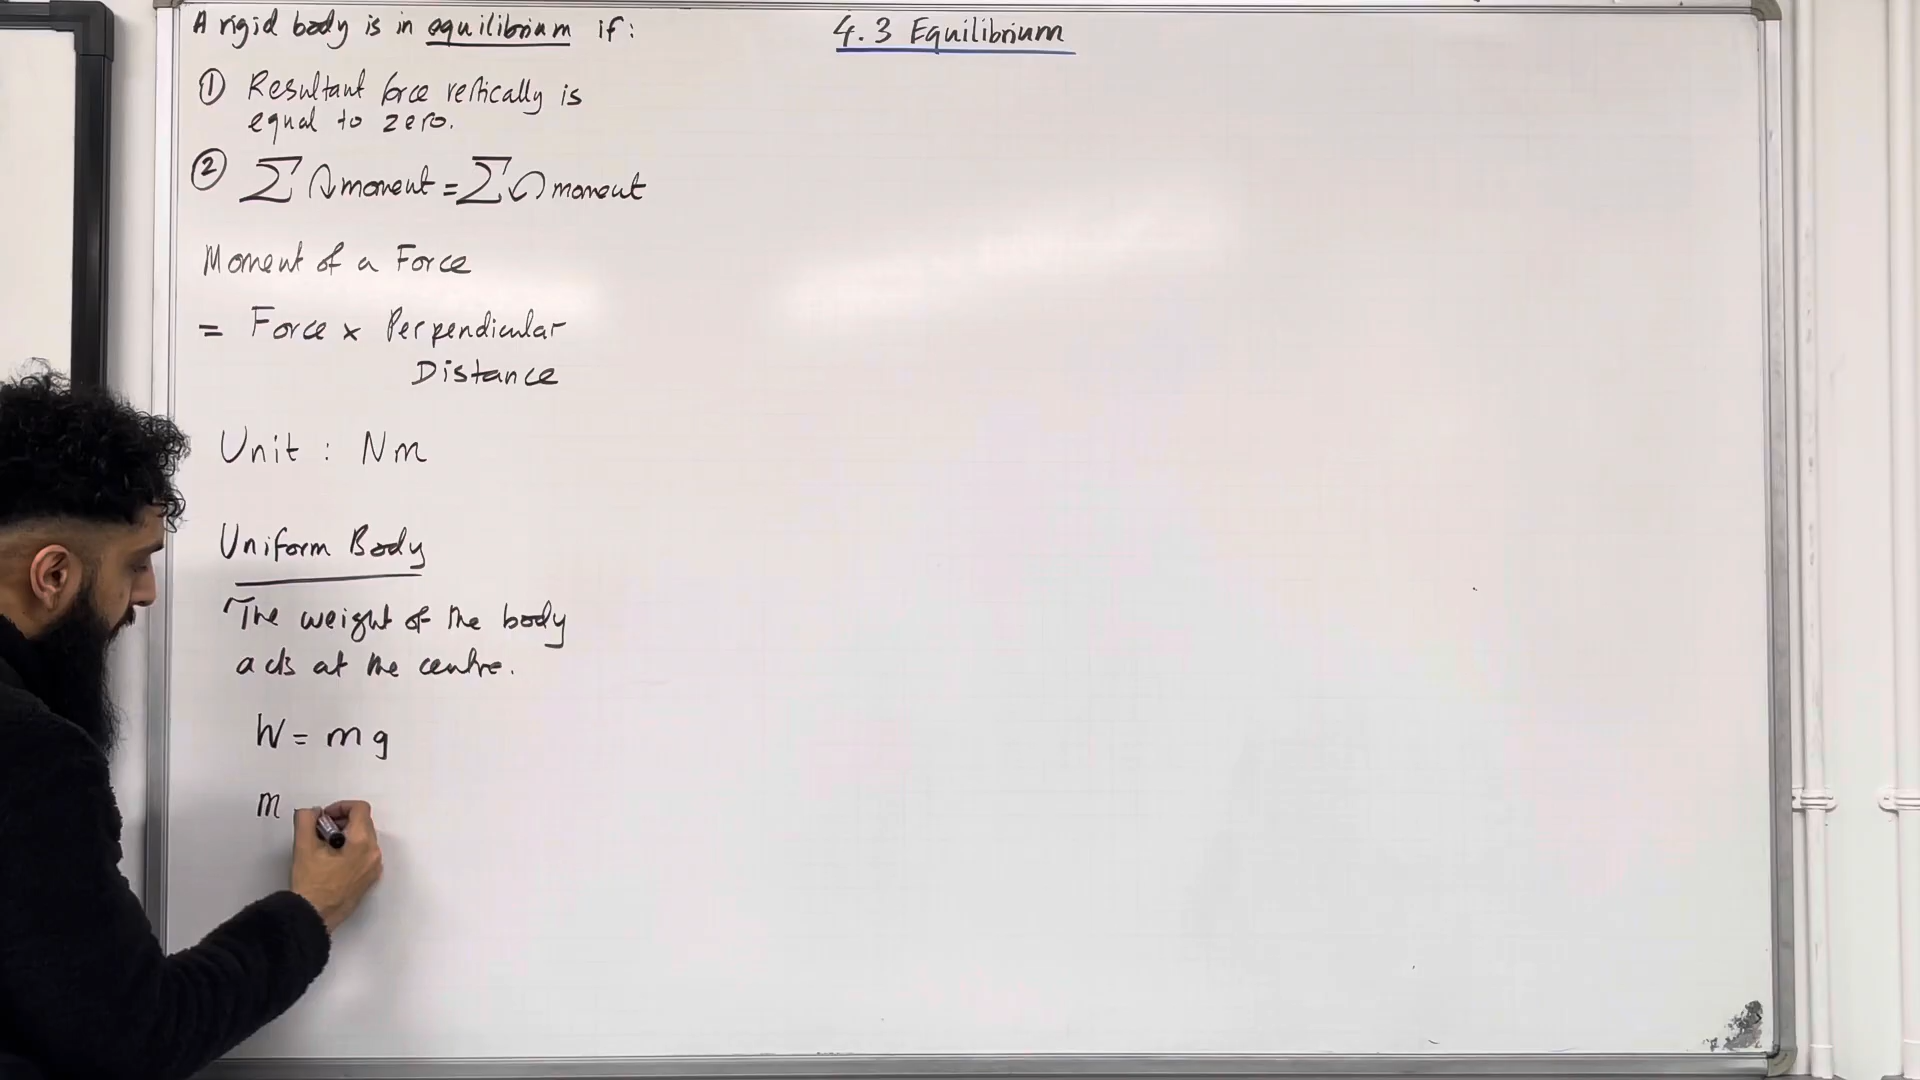 4.3 Equilibrium
A rigid body is in equilibrium if:
① Resultant force vertically is
equal to zero.
② ∑ ↻ moment = ∑ ↺ moment
Moment of a Force
= Force × Perpendicular
Distance
Unit : Nm
Uniform Body
The weight of the body
acts at the centre.
W = mg
m